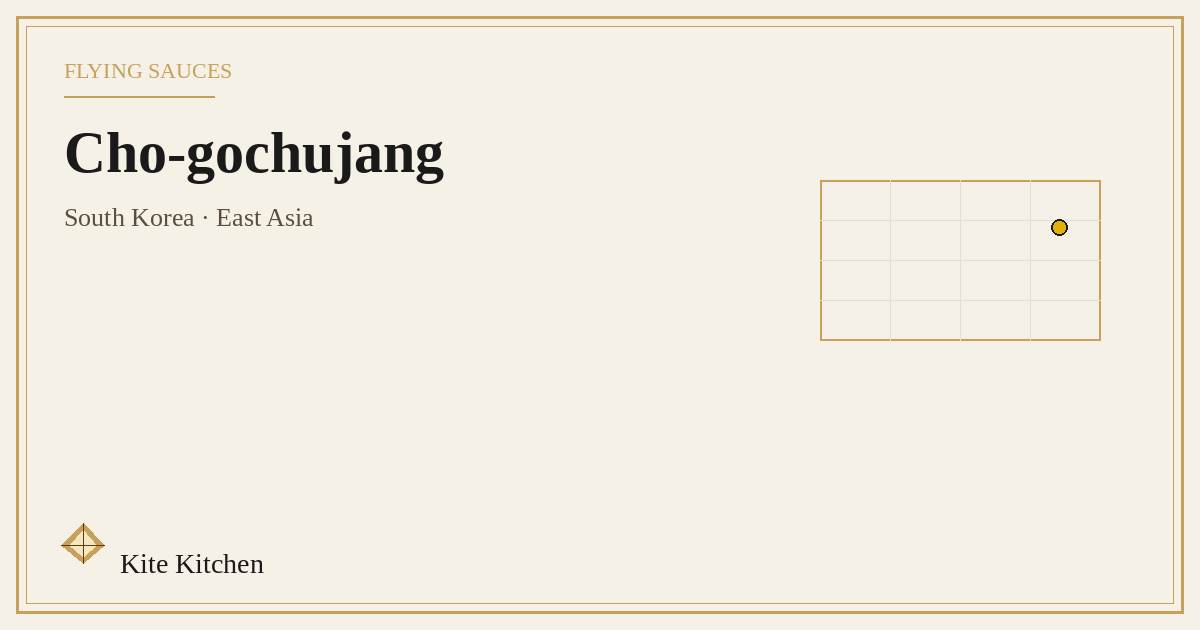 FLYING SAUCES
Cho-gochujang
South Korea · East Asia
Kite Kitchen